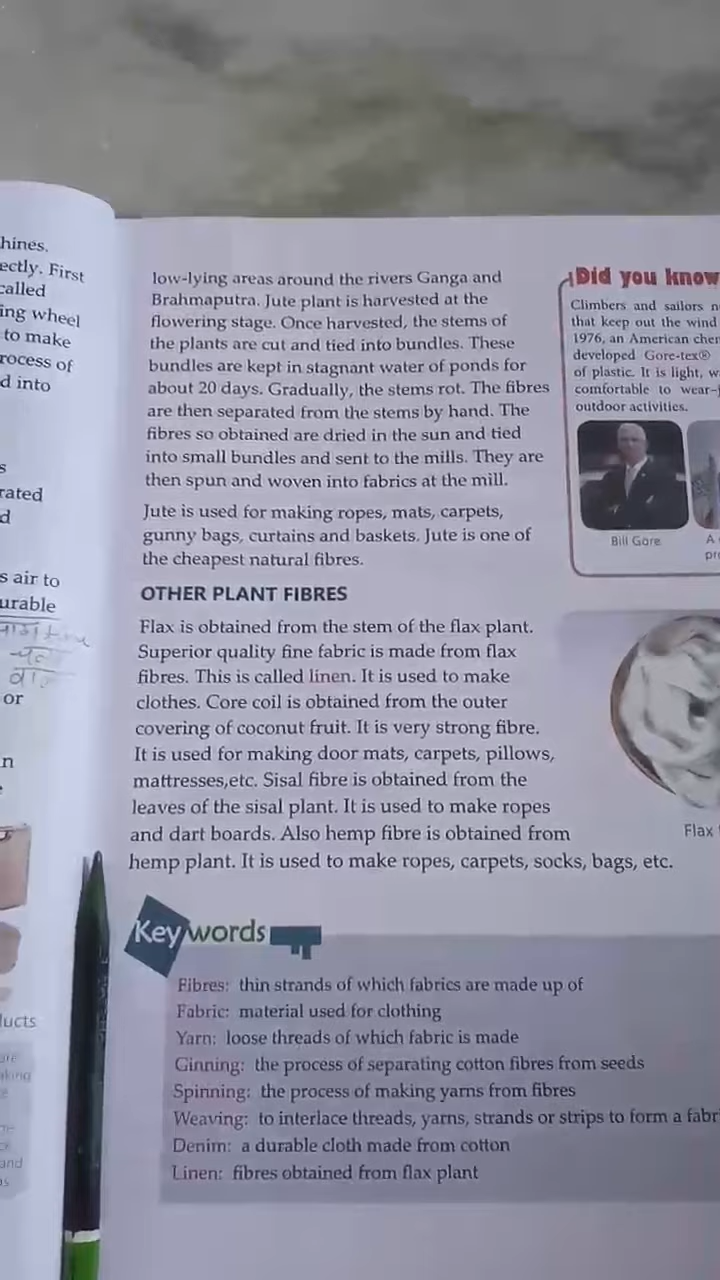 hines.
ectly. First
called
ing wheel
to make
rocess of
d into
s
rated
d
s air to
urable
or
n
ucts
and
low-lying areas around the rivers Ganga and
Brahmaputra. Jute plant is harvested at the
flowering stage. Once harvested, the stems of
the plants are cut and tied into bundles. These
bundles are kept in stagnant water of ponds for
about 20 days. Gradually, the stems rot. The fibres
are then separated from the stems by hand. The
fibres so obtained are dried in the sun and tied
into small bundles and sent to the mills. They are
then spun and woven into fabrics at the mill.
Jute is used for making ropes, mats, carpets,
gunny bags, curtains and baskets. Jute is one of
the cheapest natural fibres.
OTHER PLANT FIBRES
Flax is obtained from the stem of the flax plant.
Superior quality fine fabric is made from flax
fibres. This is called linen. It is used to make
clothes. Core coil is obtained from the outer
covering of coconut fruit. It is very strong fibre.
It is used for making door mats, carpets, pillows,
mattresses,etc. Sisal fibre is obtained from the
leaves of the sisal plant. It is used to make ropes
and dart boards. Also hemp fibre is obtained from
hemp plant. It is used to make ropes, carpets, socks, bags, etc.
Did you know
Climbers and sailors n
that keep out the wind
1976, an American cher
developed Gore-tex®
of plastic. It is light, w
comfortable to wear-
outdoor activities.
Bill Gore
A
pr
Flax
Key words
Fibres: thin strands of which fabrics are made up of
Fabric: material used for clothing
Yarn: loose threads of which fabric is made
Ginning: the process of separating cotton fibres from seeds
Spinning: the process of making yarns from fibres
Weaving: to interlace threads, yarns, strands or strips to form a fabr
Denim: a durable cloth made from cotton
Linen: fibres obtained from flax plant